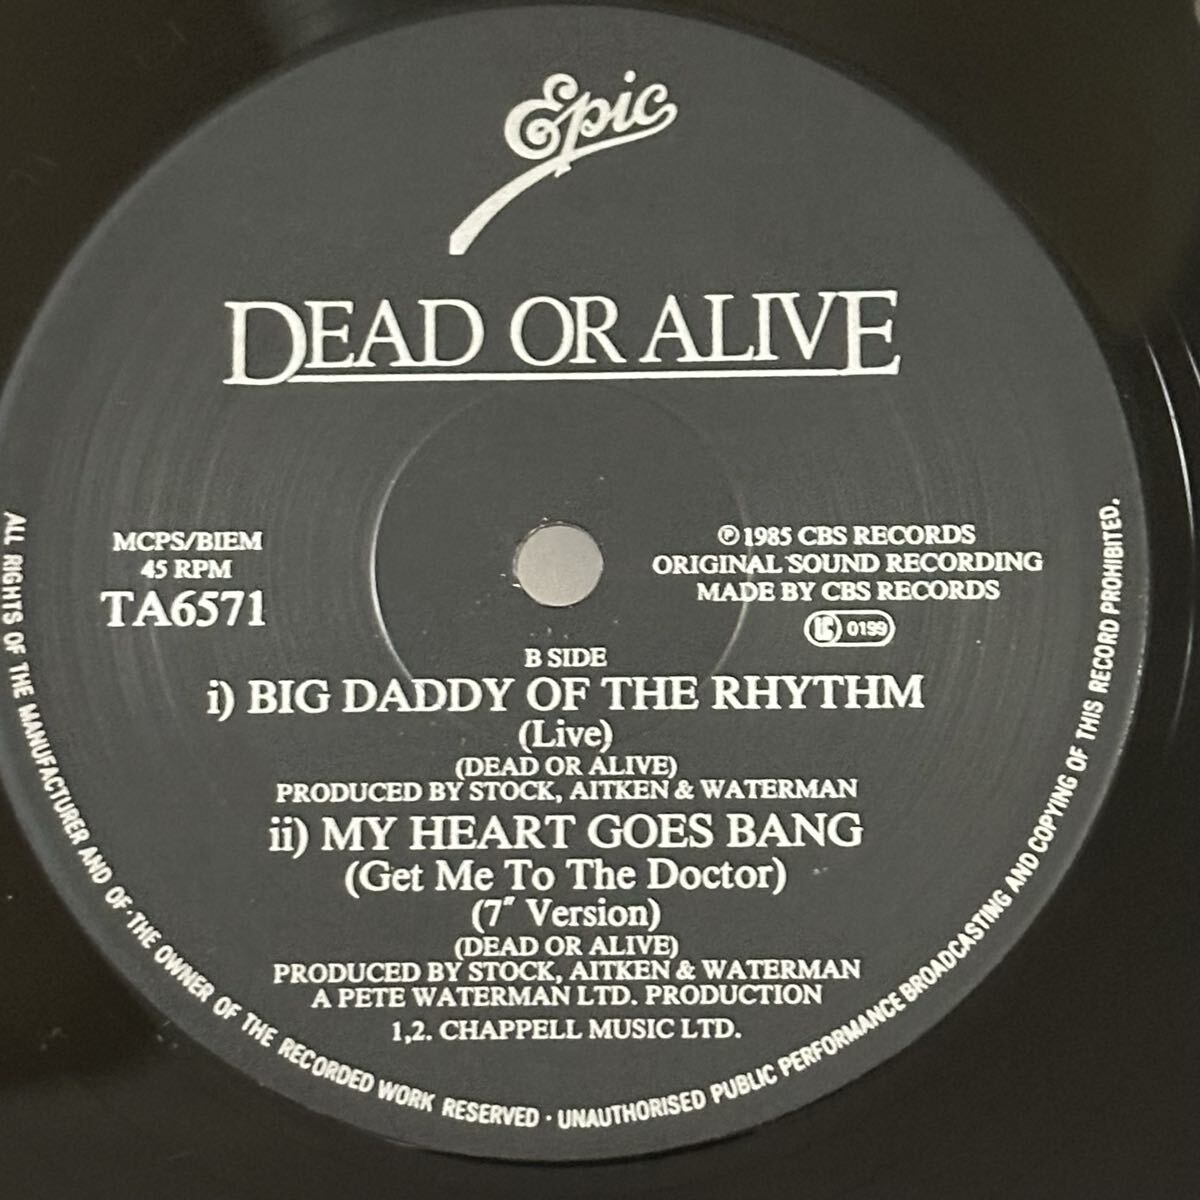 Epic
DEAD OR ALIVE
MCPS/BIEM
45 RPM
TA6571
℗ 1985 CBS RECORDS
ORIGINAL SOUND RECORDING
MADE BY CBS RECORDS
LC 0199
B SIDE
i) BIG DADDY OF THE RHYTHM
(Live)
(DEAD OR ALIVE)
PRODUCED BY STOCK, AITKEN & WATERMAN
ii) MY HEART GOES BANG
(Get Me To The Doctor)
(7" Version)
(DEAD OR ALIVE)
PRODUCED BY STOCK, AITKEN & WATERMAN
A PETE WATERMAN LTD. PRODUCTION
1,2. CHAPPELL MUSIC LTD.
ALL RIGHTS OF THE MANUFACTURER AND OF THE OWNER OF THE RECORDED WORK RESERVED · UNAUTHORISED PUBLIC PERFORMANCE BROADCASTING AND COPYING OF THIS RECORD PROHIBITED.